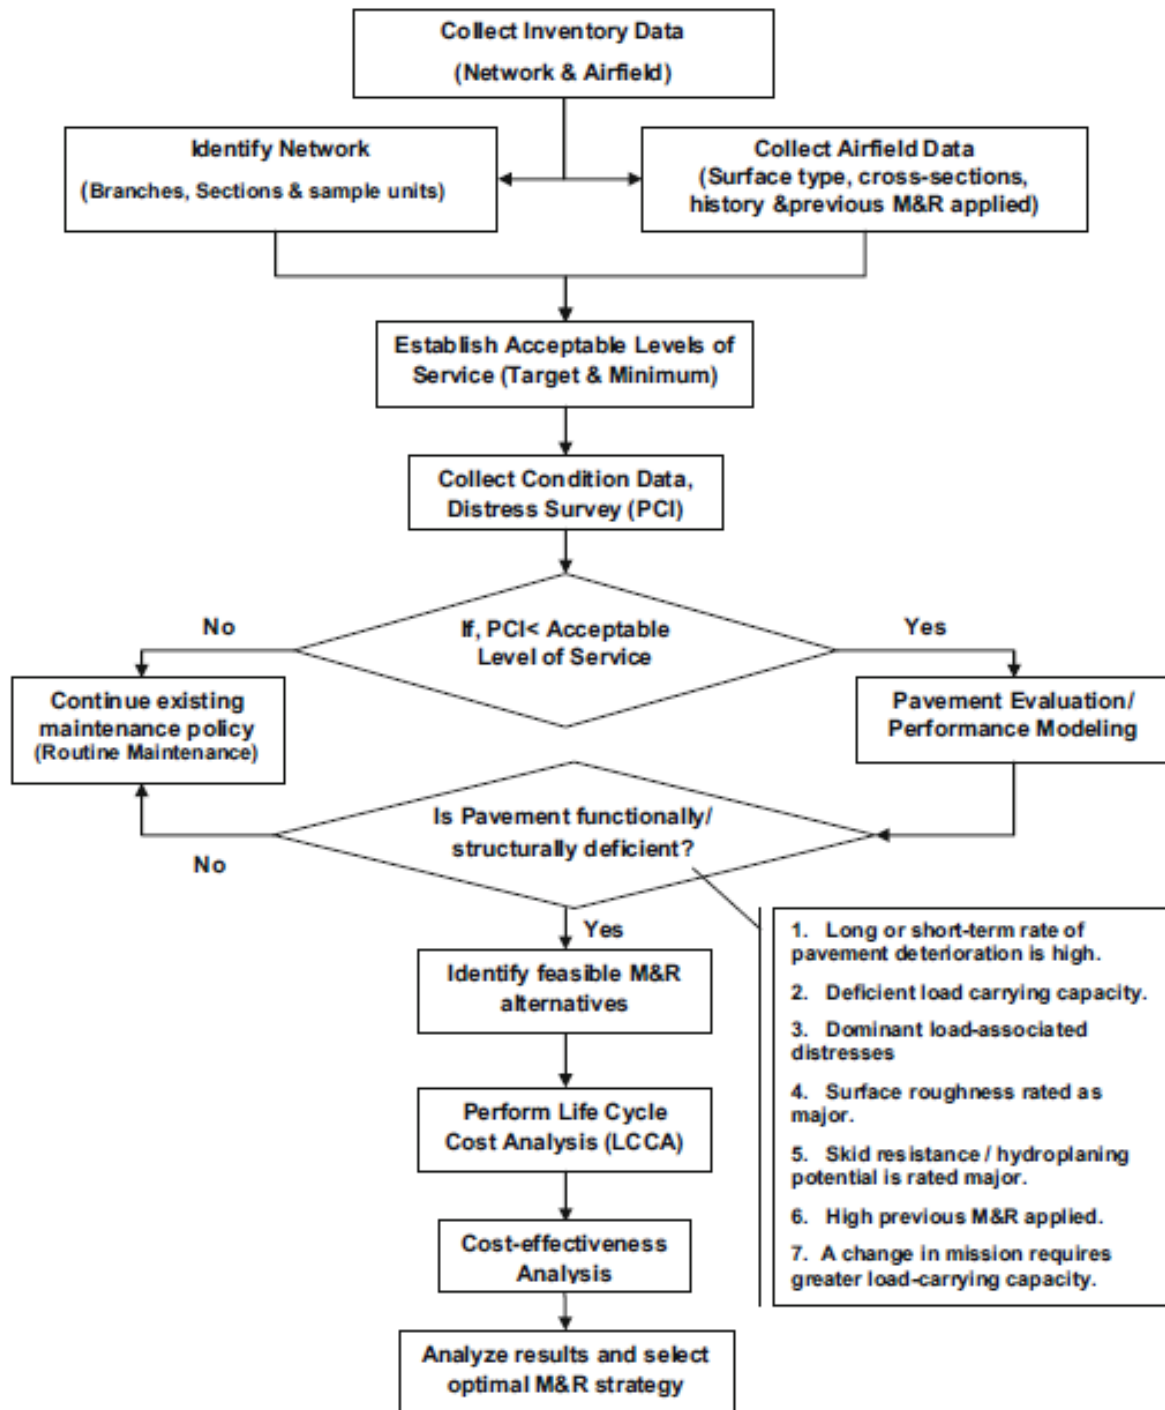 Collect Inventory Data
(Network & Airfield)
Identify Network
(Branches, Sections & sample units)
Collect Airfield Data
(Surface type, cross-sections,
history &previous M&R applied)
Establish Acceptable Levels of
Service (Target & Minimum)
Collect Condition Data,
Distress Survey (PCI)
No
If, PCI< Acceptable
Level of Service
Yes
Continue existing
maintenance policy
(Routine Maintenance)
Pavement Evaluation/
Performance Modeling
Is Pavement functionally/
structurally deficient?
No
Yes
Identify feasible M&R
alternatives
Perform Life Cycle
Cost Analysis (LCCA)
Cost-effectiveness
Analysis
Analyze results and select
optimal M&R strategy
1. Long or short-term rate of
pavement deterioration is high.
2. Deficient load carrying capacity.
3. Dominant load-associated
distresses
4. Surface roughness rated as
major.
5. Skid resistance / hydroplaning
potential is rated major.
6. High previous M&R applied.
7. A change in mission requires
greater load-carrying capacity.